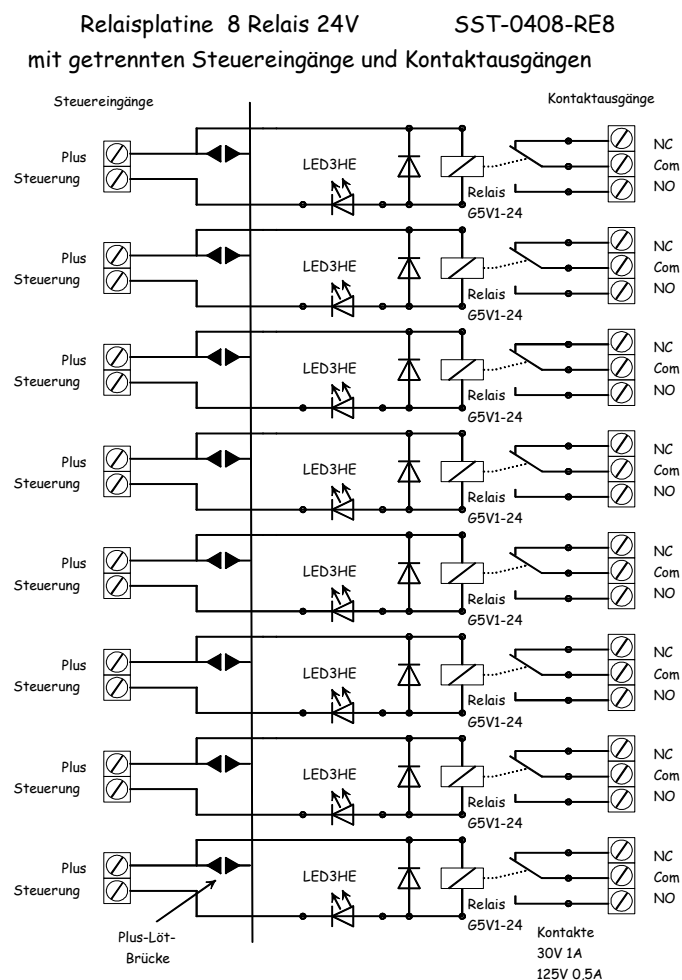 Relaisplatine 8 Relais 24V SST-0408-RE8
mit getrennten Steuereingänge und Kontaktausgängen
Steuereingänge Kontaktausgänge
Plus LED3HE NC
Steuerung Com
Relais NO
G5V1-24
Plus LED3HE NC
Steuerung Com
Relais NO
G5V1-24
Plus LED3HE NC
Steuerung Com
Relais NO
G5V1-24
Plus LED3HE NC
Steuerung Com
Relais NO
G5V1-24
Plus LED3HE NC
Steuerung Com
Relais NO
G5V1-24
Plus LED3HE NC
Steuerung Com
Relais NO
G5V1-24
Plus LED3HE NC
Steuerung Com
Relais NO
G5V1-24
Plus LED3HE NC
Steuerung Com
Relais NO
G5V1-24
Plus-Löt-
Brücke
Kontakte
30V 1A
125V 0,5A